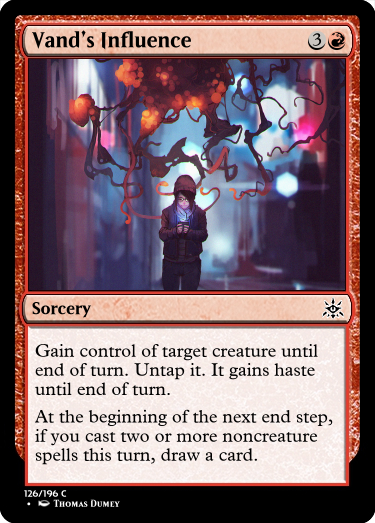 Vand's Influence 3
Sorcery
Gain control of target creature until
end of turn. Untap it. It gains haste
until end of turn.
At the beginning of the next end step,
if you cast two or more noncreature
spells this turn, draw a card.
126/196 C
• Thomas Dumey